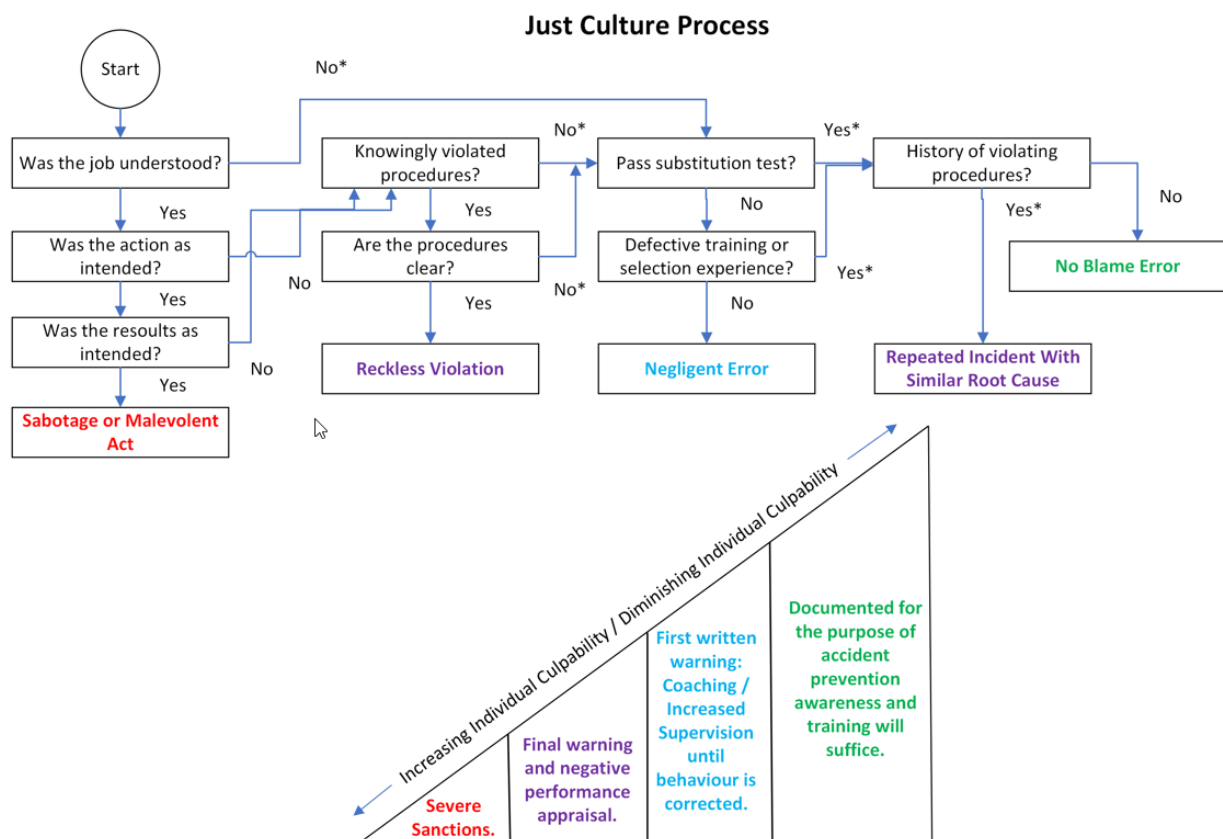 Just Culture Process
Start
No*
Was the job understood?
Knowingly violated
procedures?
No*
Pass substitution test?
Yes*
History of violating
procedures?
Yes
Yes
No
Yes*
No
Was the action as
intended?
No
Are the procedures
clear?
No*
Defective training or
selection experience?
Yes*
No Blame Error
Yes
Yes
No
Was the resoults as
intended?
No
Reckless Violation
Negligent Error
Repeated Incident With
Similar Root Cause
Yes
Sabotage or Malevolent
Act
Increasing Individual Culpability / Diminishing Individual Culpability
Severe
Sanctions.
Final warning
and negative
performance
appraisal.
First written
warning:
Coaching /
Increased
Supervision
until
behaviour is
corrected.
Documented for
the purpose of
accident
prevention
awareness and
training will
suffice.